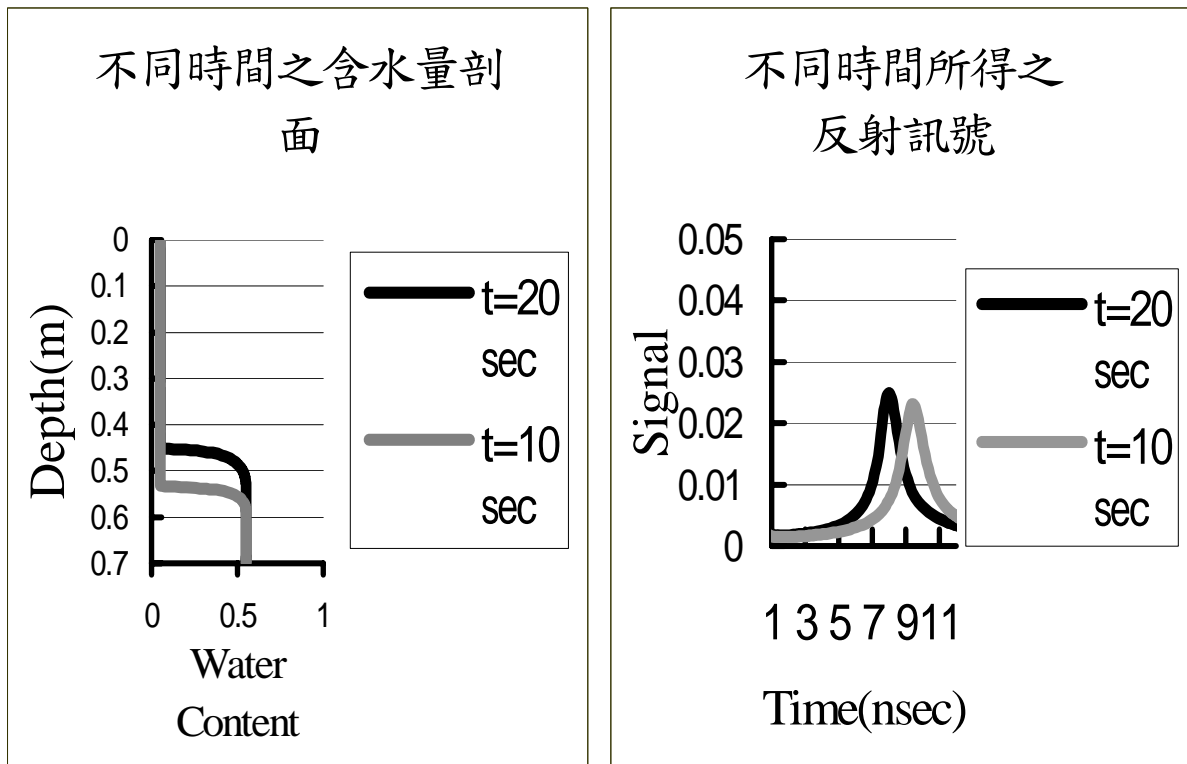 不同時間之含水量剖
面
0
0.1
0.2
0.3
0.4
0.5
0.6
0.7
Depth(m)
0 0.5 1
Water
Content
t=20
sec
t=10
sec
不同時間所得之
反射訊號
0.05
0.04
0.03
0.02
0.01
0
Signal
1 3 5 7 9 11
Time(nsec)
t=20
sec
t=10
sec